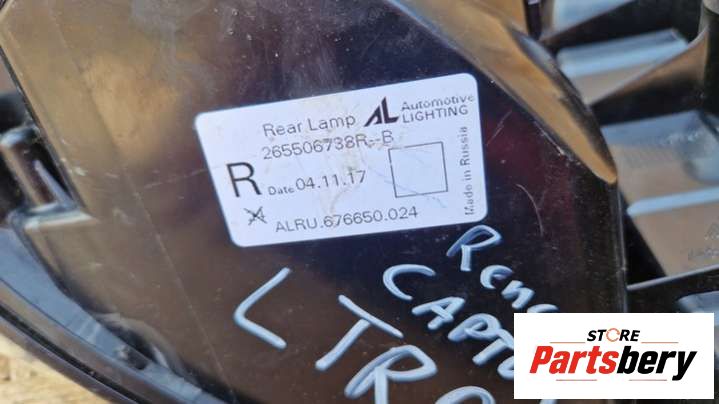 Rear Lamp AL Automotive LIGHTING
265506738R--B
R
Date 04.11.17
ALRU.676650.024
Made in Russia
CAPTU
L
STORE
Partsbery